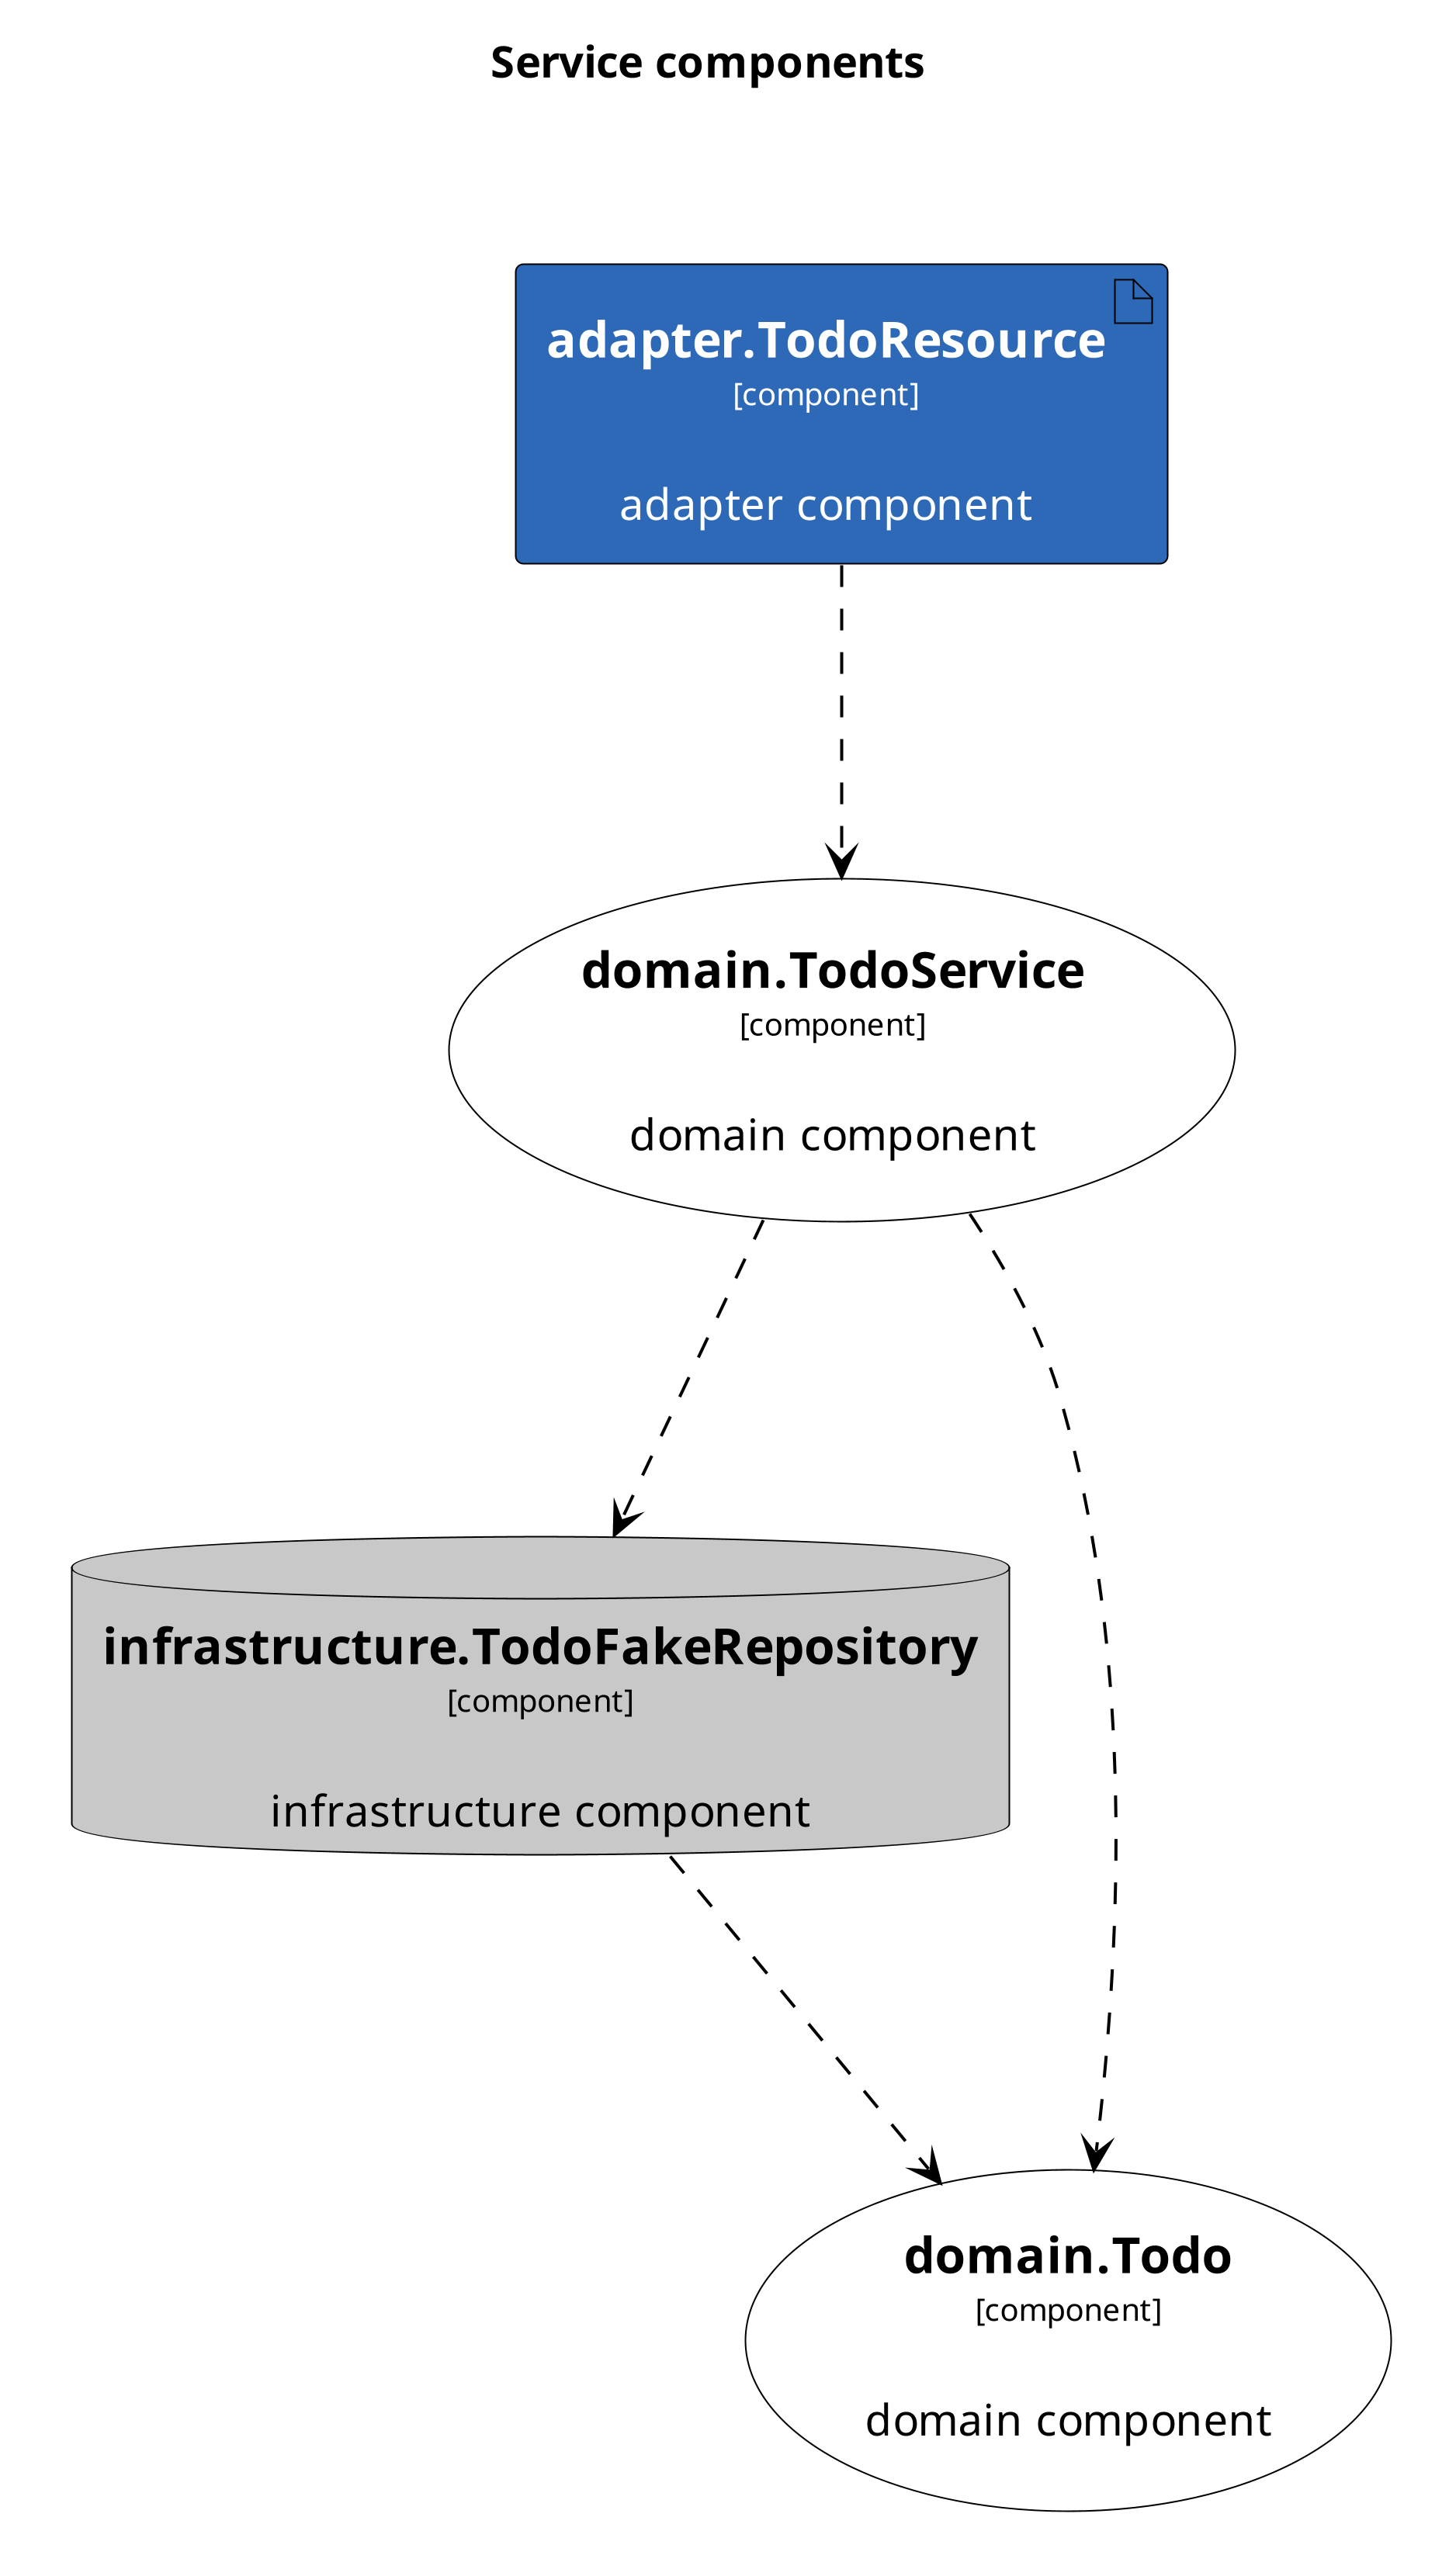 Service components
adapter.TodoResource
[component]
adapter component
domain.TodoService
[component]
domain component
infrastructure.TodoFakeRepository
[component]
infrastructure component
domain.Todo
[component]
domain component